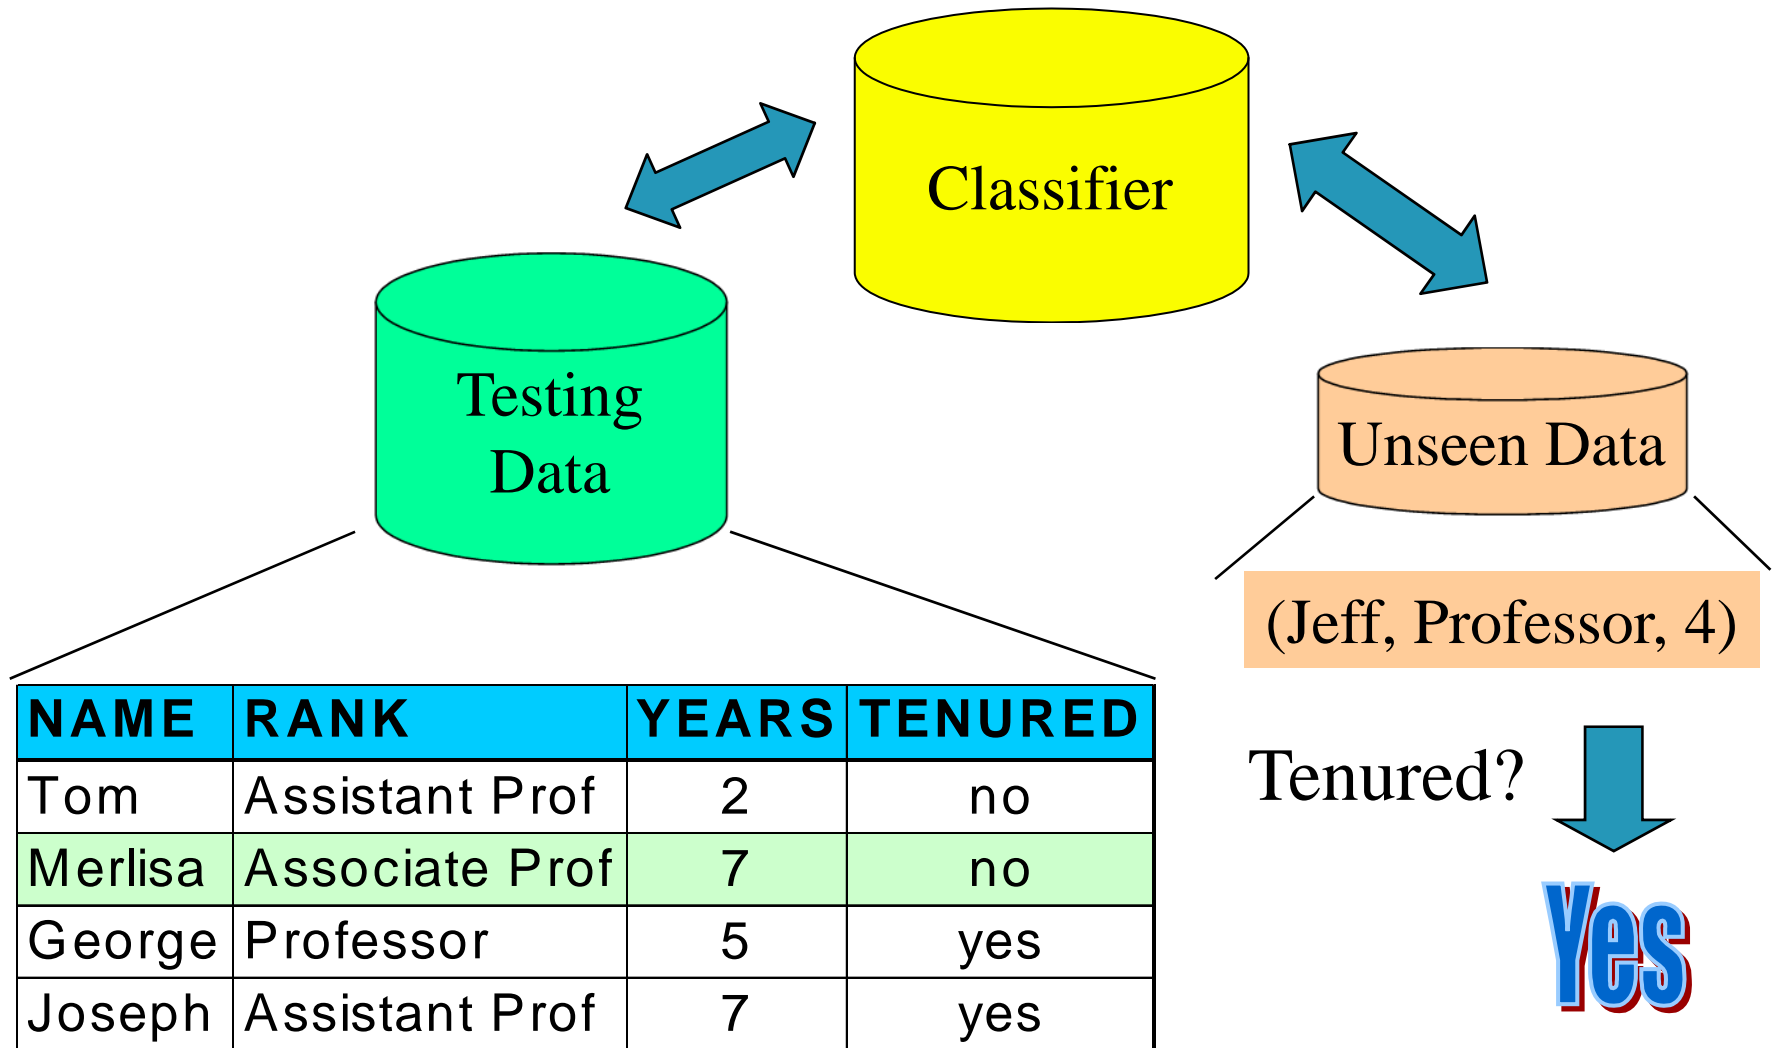 Classifier
Testing
Data
Unseen Data
(Jeff, Professor, 4)
NAME RANK YEARS TENURED
Tom Assistant Prof 2 no
Merlisa Associate Prof 7 no
George Professor 5 yes
Joseph Assistant Prof 7 yes
Tenured?
Yes